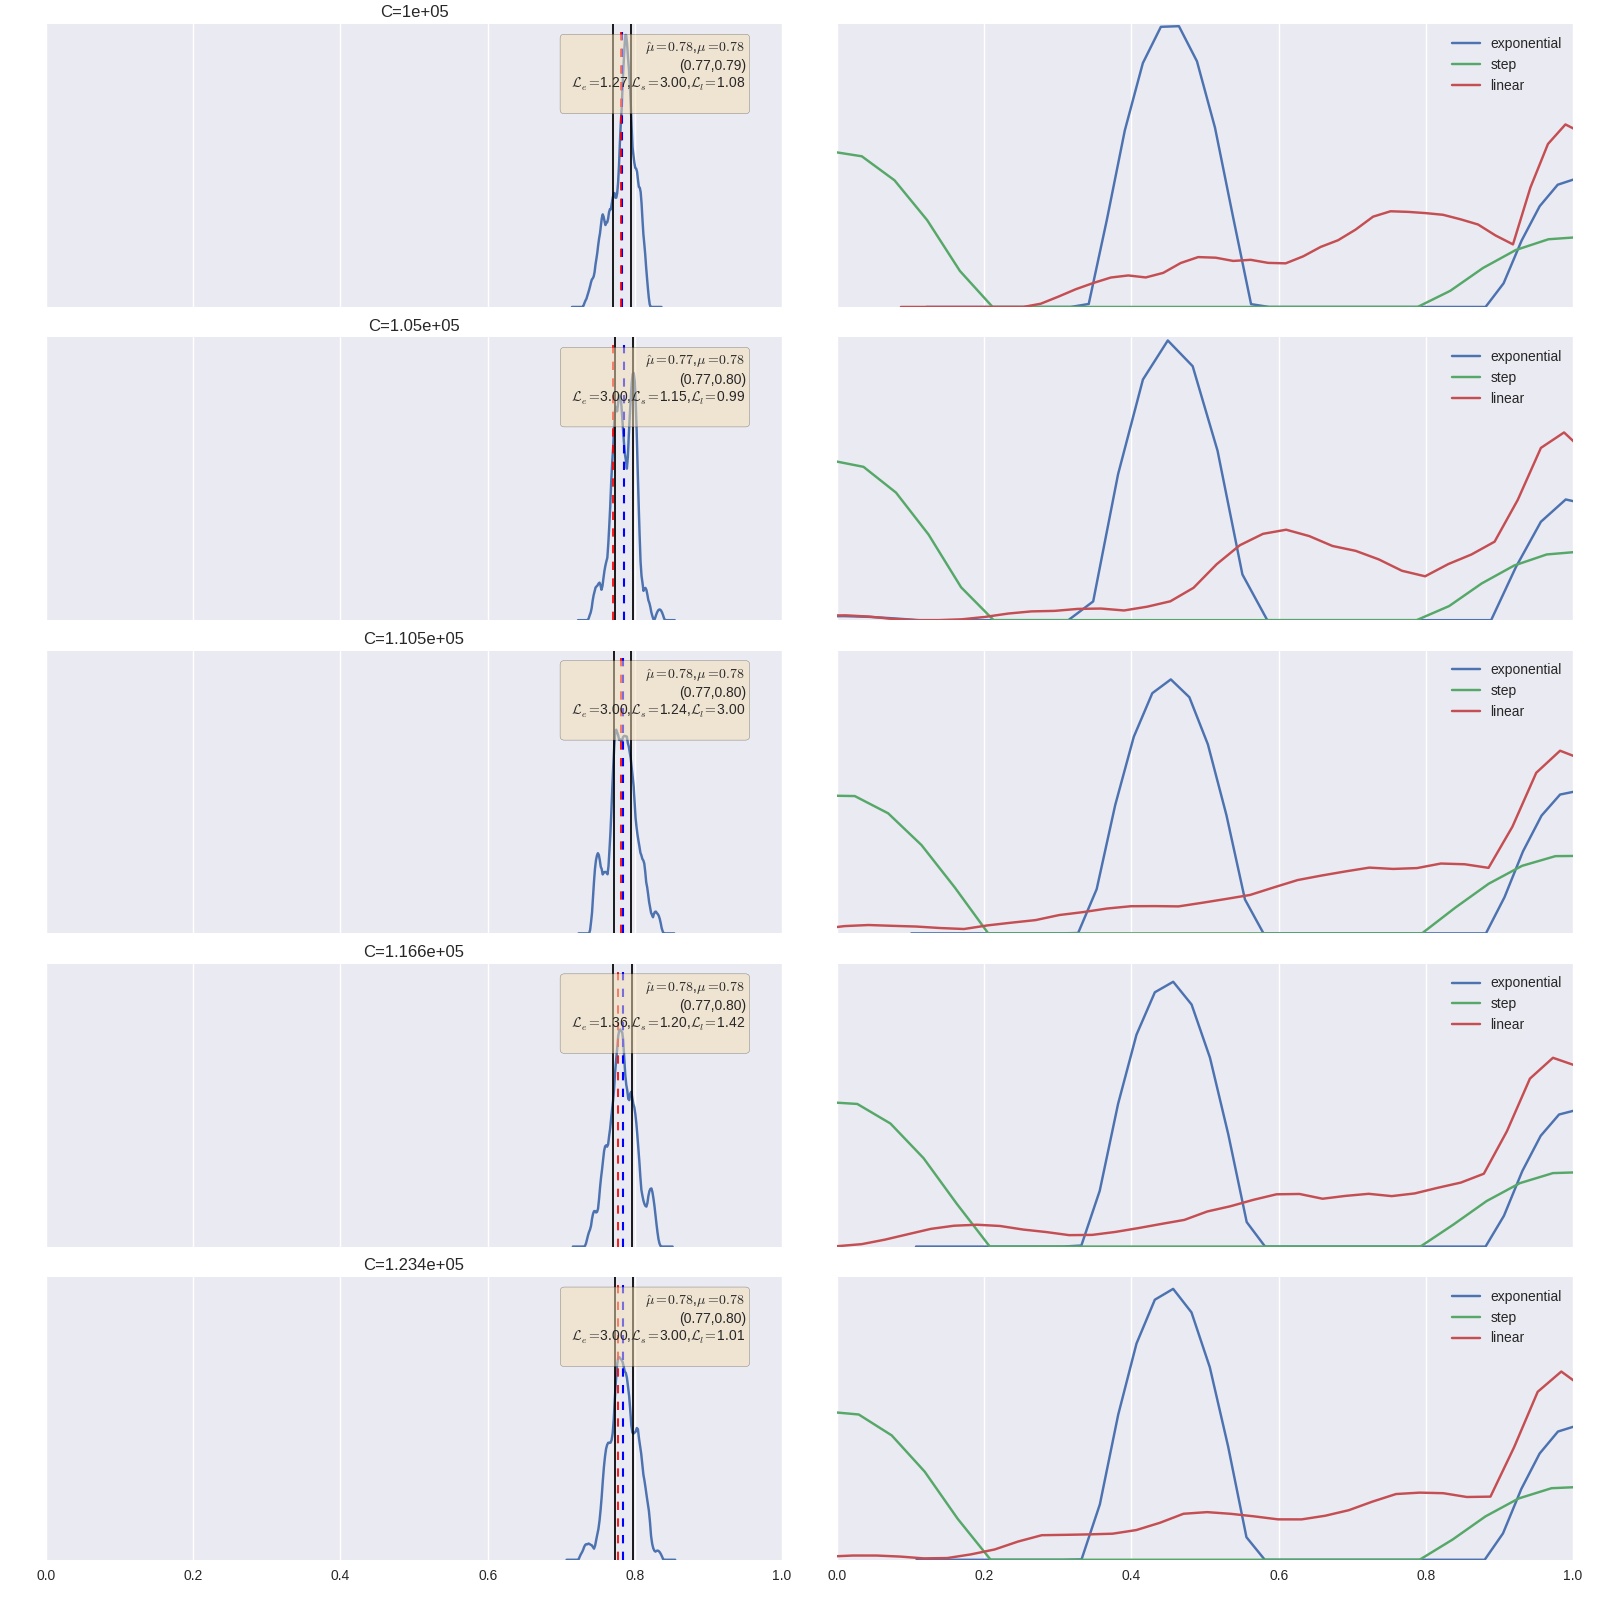 C=1e+05
μ̂=0.78,μ=0.78
(0.77,0.79)
ℒₑ=1.27,ℒₛ=3.00,ℒₗ=1.08
exponential
step
linear
C=1.05e+05
μ̂=0.77,μ=0.78
(0.77,0.80)
ℒₑ=3.00,ℒₛ=1.15,ℒₗ=0.99
exponential
step
linear
C=1.105e+05
μ̂=0.78,μ=0.78
(0.77,0.80)
ℒₑ=3.00,ℒₛ=1.24,ℒₗ=3.00
exponential
step
linear
C=1.166e+05
μ̂=0.78,μ=0.78
(0.77,0.80)
ℒₑ=1.36,ℒₛ=1.20,ℒₗ=1.42
exponential
step
linear
C=1.234e+05
μ̂=0.78,μ=0.78
(0.77,0.80)
ℒₑ=3.00,ℒₛ=3.00,ℒₗ=1.01
exponential
step
linear
0.0 0.2 0.4 0.6 0.8 1.0
0.0 0.2 0.4 0.6 0.8 1.0